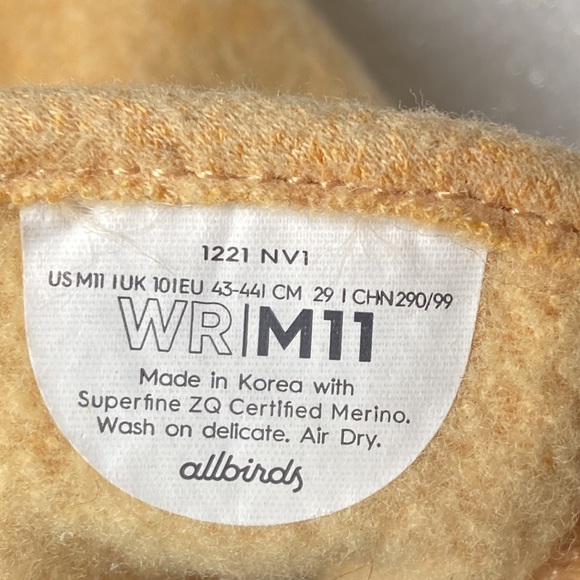 1221 NV1
US M11 | UK 10 | EU 43-44 | CM 29 | CHN 290/99
WR|M11
Made in Korea with
Superfine ZQ Certified Merino.
Wash on delicate. Air Dry.
allbirds